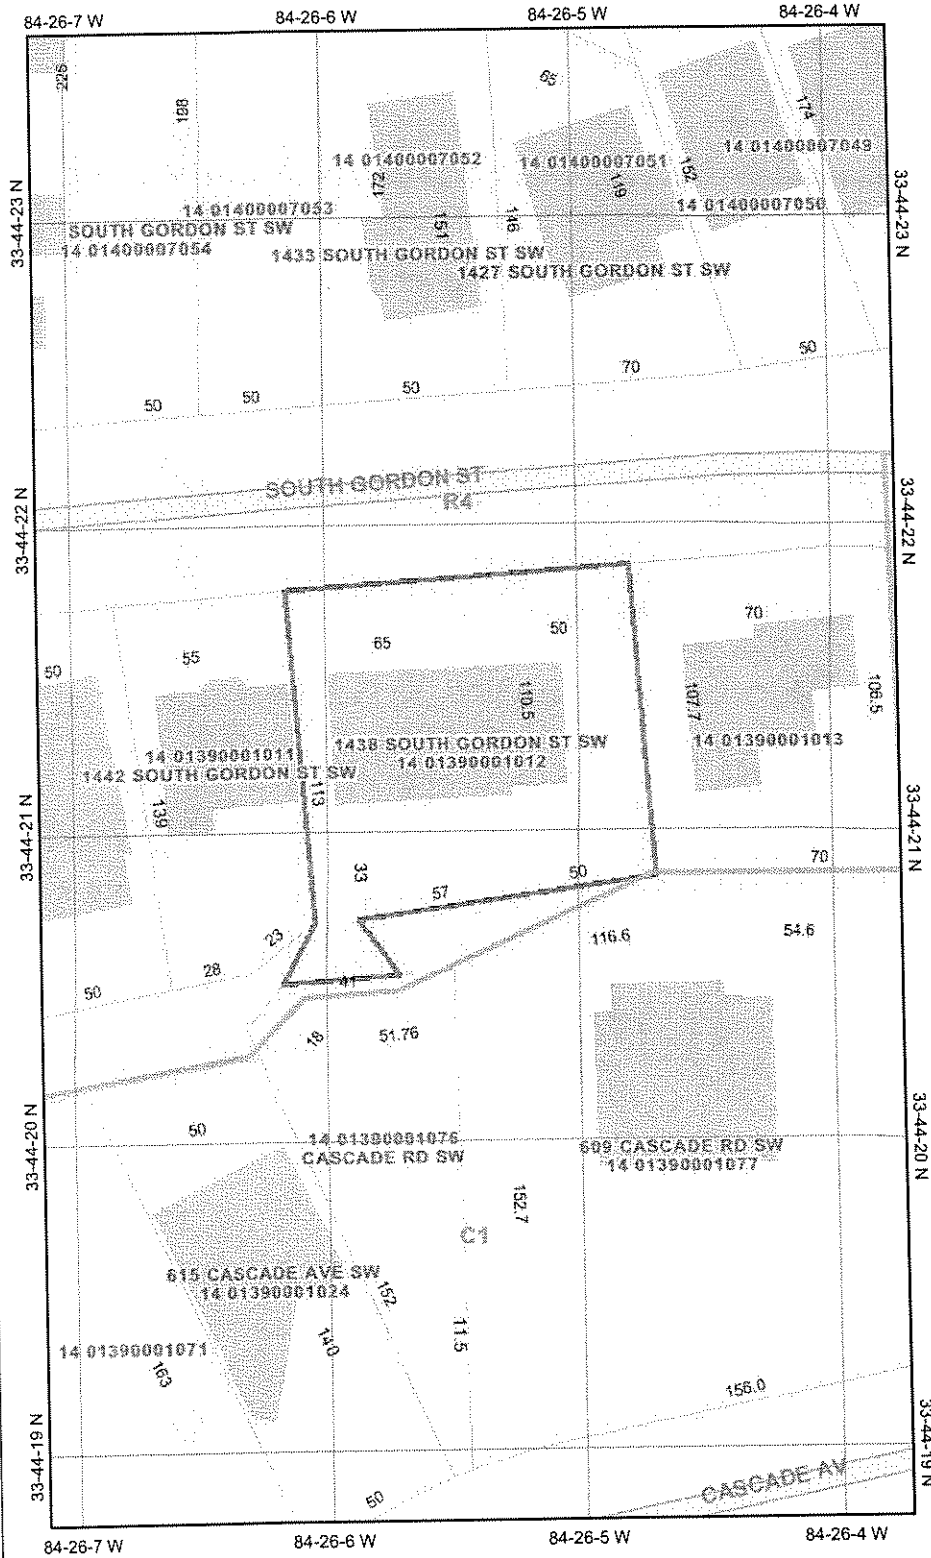 84-26-7 W 84-26-6 W 84-26-5 W 84-26-4 W
225
198
65
174
14 01400007052
14 01400007051
14 01400007049
172
119
162
33-44-23 N
33-44-23 N
14 01400007053
SOUTH GORDON ST SW
14 01400007054
151
146
14 01400007050
1433 SOUTH GORDON ST SW
1427 SOUTH GORDON ST SW
50
50
50
70
50
SOUTH GORDON ST
R4
33-44-22 N
33-44-22 N
50
55
65
50
70
110.5
107.7
106.5
14 01390001011
1442 SOUTH GORDON ST SW
1438 SOUTH GORDON ST SW
14 01390001012
14 01390001013
139
113
33-44-21 N
33-44-21 N
33
57
50
70
23
28
50
41
116.6
54.6
18
51.76
33-44-20 N
33-44-20 N
50
14 01390001076
CASCADE RD SW
609 CASCADE RD SW
14 01390001077
152.7
C1
615 CASCADE AVE SW
14 01390001024
152
140
11.5
14 01390001071
163
156.0
33-44-19 N
33-44-19 N
50
CASCADE AV
84-26-7 W 84-26-6 W 84-26-5 W 84-26-4 W